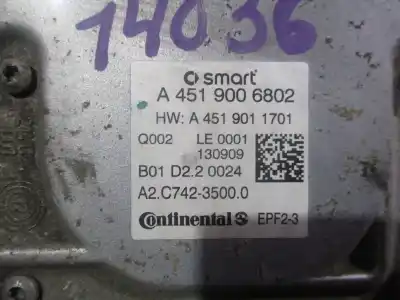 14036
smart
A 451 900 6802
HW: A 451 901 1701
Q002 LE 0001
130909
B01 D2.2 0024
A2.C742-3500.0
Continental EPF2-3